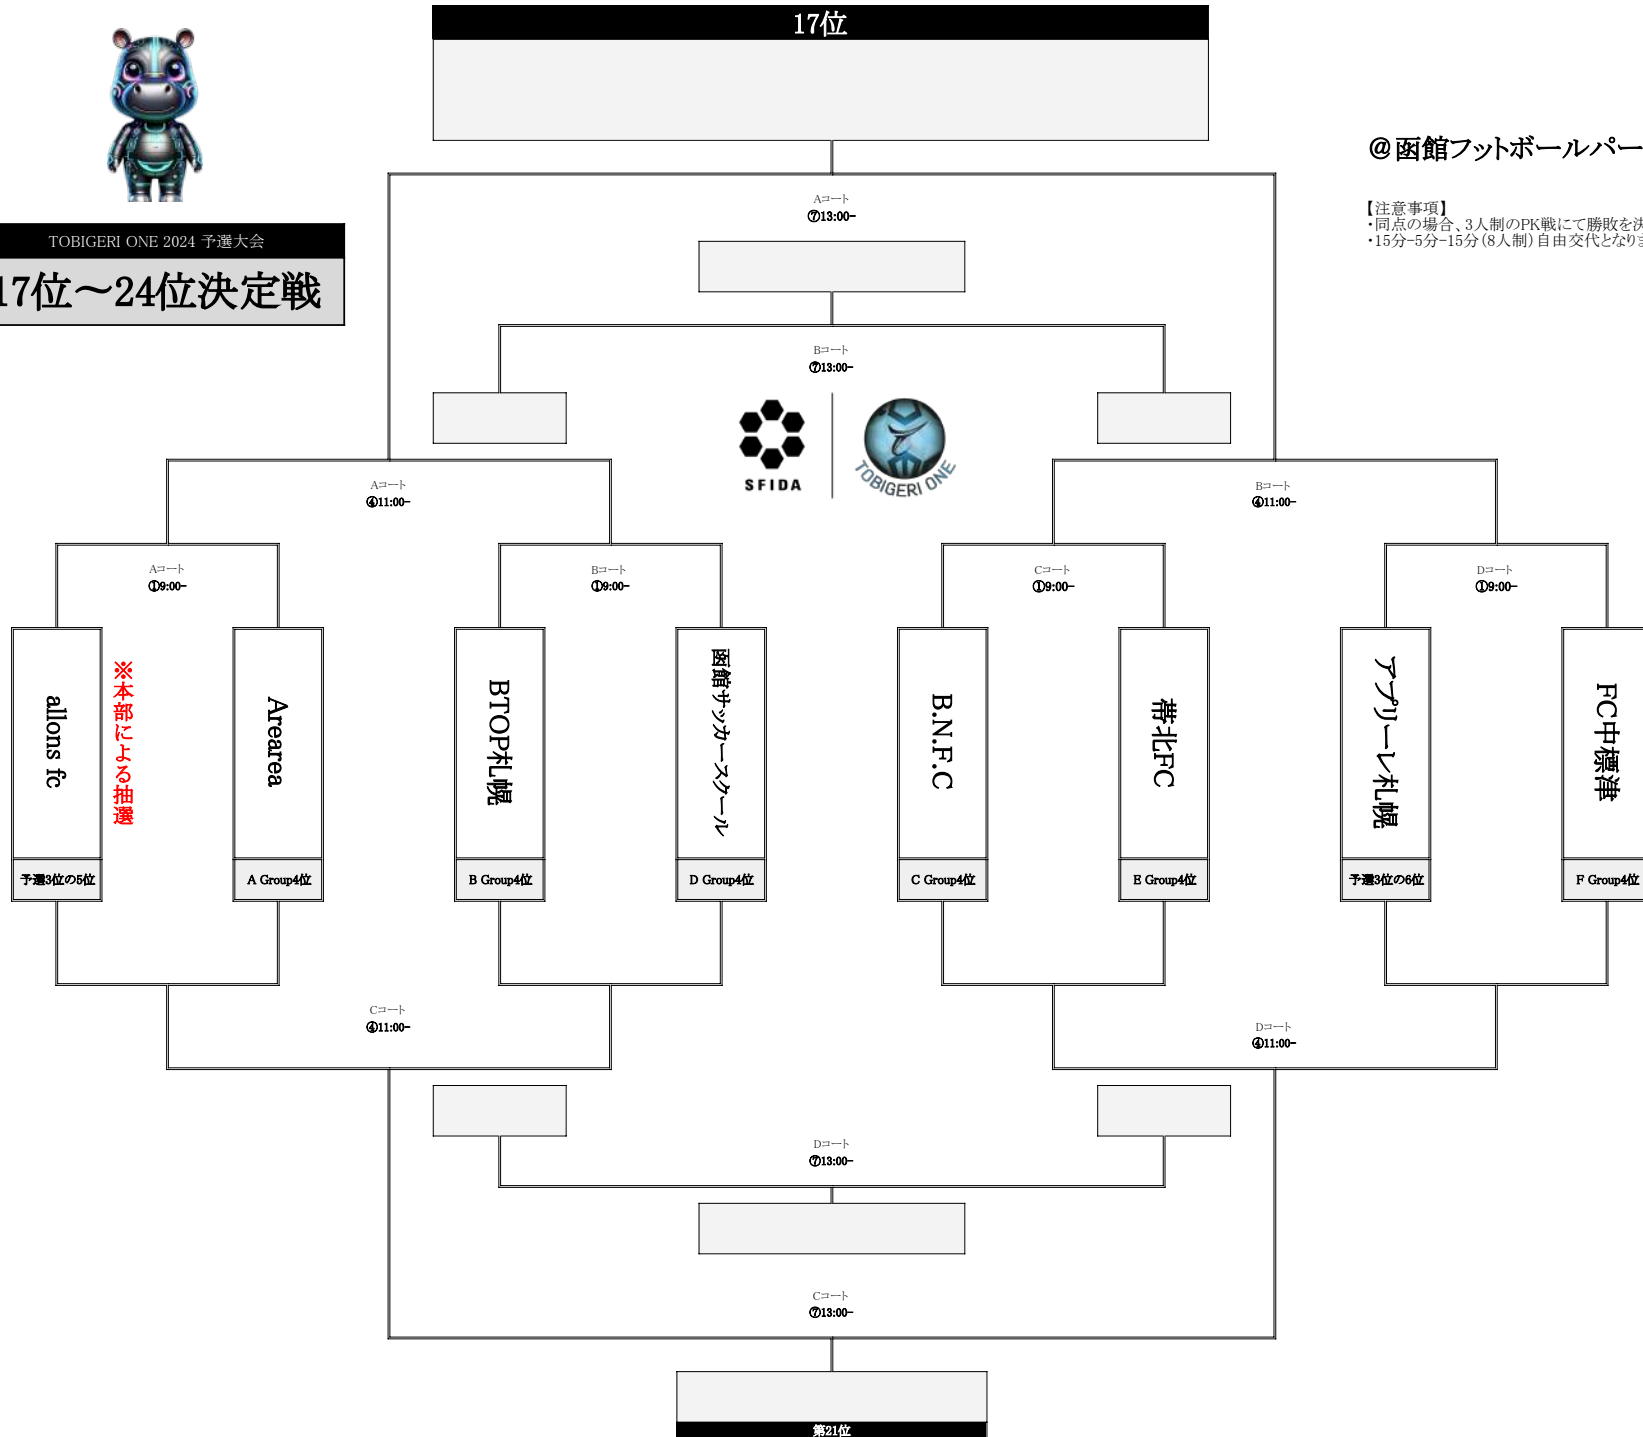 17位
@函館フットボールパー
【注意事項】
・同点の場合、3人制のPK戦にて勝敗を決
・15分-5分-15分(8人制)自由交代となりま
TOBIGERI ONE 2024 予選大会
17位～24位決定戦
Aコート
⑦13:00-
Bコート
⑦13:00-
SFIDA
TOBIGERI ONE
Aコート
④11:00-
Bコート
④11:00-
Aコート
①9:00-
Bコート
①9:00-
Cコート
①9:00-
Dコート
①9:00-
allons fc
※本部による抽選
Arearea
BTOP札幌
函館サッカースクール
B.N.F.C
帯北FC
アプリーレ札幌
FC中標津
予選3位の5位
A Group4位
B Group4位
D Group4位
C Group4位
E Group4位
予選3位の6位
F Group4位
Cコート
④11:00-
Dコート
④11:00-
Dコート
⑦13:00-
Cコート
⑦13:00-
第21位